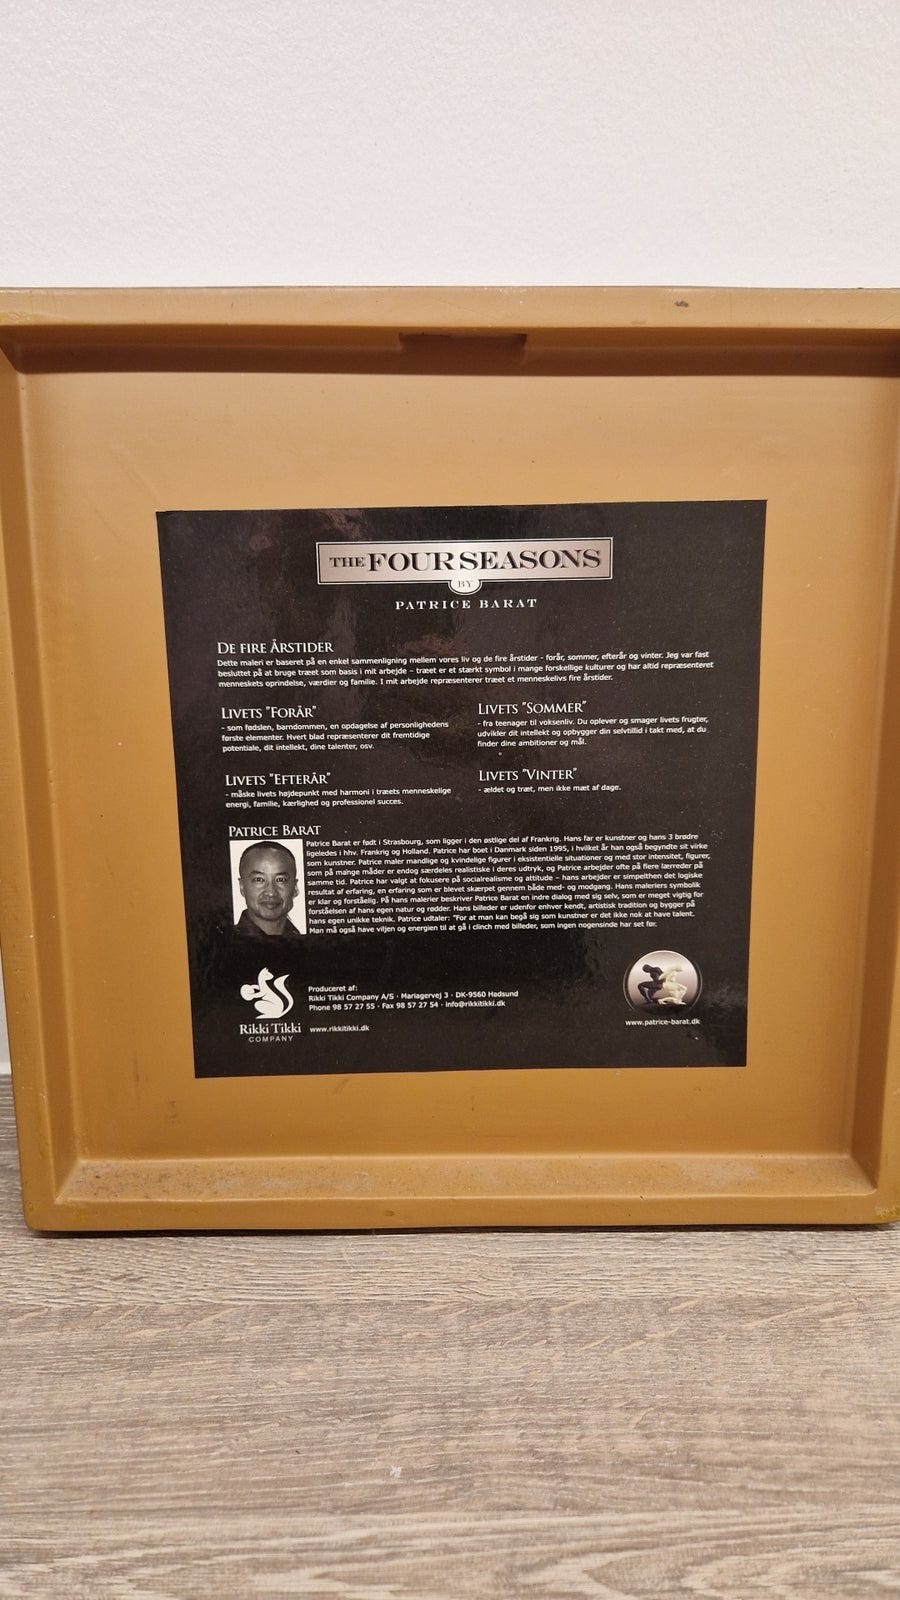 THE FOUR SEASONS
BY
PATRICE BARAT
DE FIRE ÅRSTIDER
Dette maleri er baseret på en enkel sammenligning mellem vores liv og de fire årstider - forår, sommer, efterår og vinter. Jeg var fast
besluttet på at bruge træet som basis i mit arbejde – træet er et stærkt symbol i mange forskellige kulturer og har altid repræsenteret
menneskets oprindelse, værdier og familie. I mit arbejde repræsenterer træet et menneskelivs fire årstider.
LIVETS "FORÅR"
- som fødslen, barndommen, en opdagelse af personlighedens
første elementer. Hvert blad repræsenterer dit fremtidige
potentiale, dit intellekt, dine talenter, osv.
LIVETS "SOMMER"
- fra teenager til voksenliv. Du oplever og smager livets frugter,
udvikler dit intellekt og opbygger din selvtillid i takt med, at du
finder dine ambitioner og mål.
LIVETS "EFTERÅR"
- måske livets højdepunkt med harmoni i træets menneskelige
energi, familie, kærlighed og professionel succes.
LIVETS "VINTER"
- ældet og træt, men ikke mæt af dage.
PATRICE BARAT
Patrice Barat er født i Strasbourg, som ligger i den østlige del af Frankrig. Hans far er kunstner og hans 3 brødre
ligeledes i hhv. Frankrig og Holland. Patrice har boet i Danmark siden 1995, i hvilket år han også begyndte sit virke
som kunstner. Patrice maler mandlige og kvindelige figurer i eksistentielle situationer og med stor intensitet, figurer,
som på mange måder er endog særdeles realistiske i deres udtryk, og Patrice arbejder ofte på flere lærreder på
samme tid. Patrice har valgt at fokusere på socialrealisme og attitude – hans arbejder er simpelthen det logiske
resultat af erfaring, en erfaring som er blevet skærpet gennem både med- og modgang. Hans maleriers symbolik
er klar og forståelig. På hans malerier beskriver Patrice Barat en indre dialog med sig selv, som er meget vigtig for
forståelsen af hans egen natur og rødder. Hans billeder er udenfor enhver kendt, artistisk tradition og bygger på
hans egen unikke teknik. Patrice udtaler: "For at man kan begå sig som kunstner er det ikke nok at have talent.
Man må også have viljen og energien til at gå i clinch med billeder, som ingen nogensinde har set før.
Produceret af:
Rikki Tikki Company A/S · Mariagervej 3 · DK-9560 Hadsund
Phone 98 57 27 55 · Fax 98 57 27 54 · info@rikkitikki.dk
Rikki Tikki
COMPANY
www.rikkitikki.dk
www.patrice-barat.dk